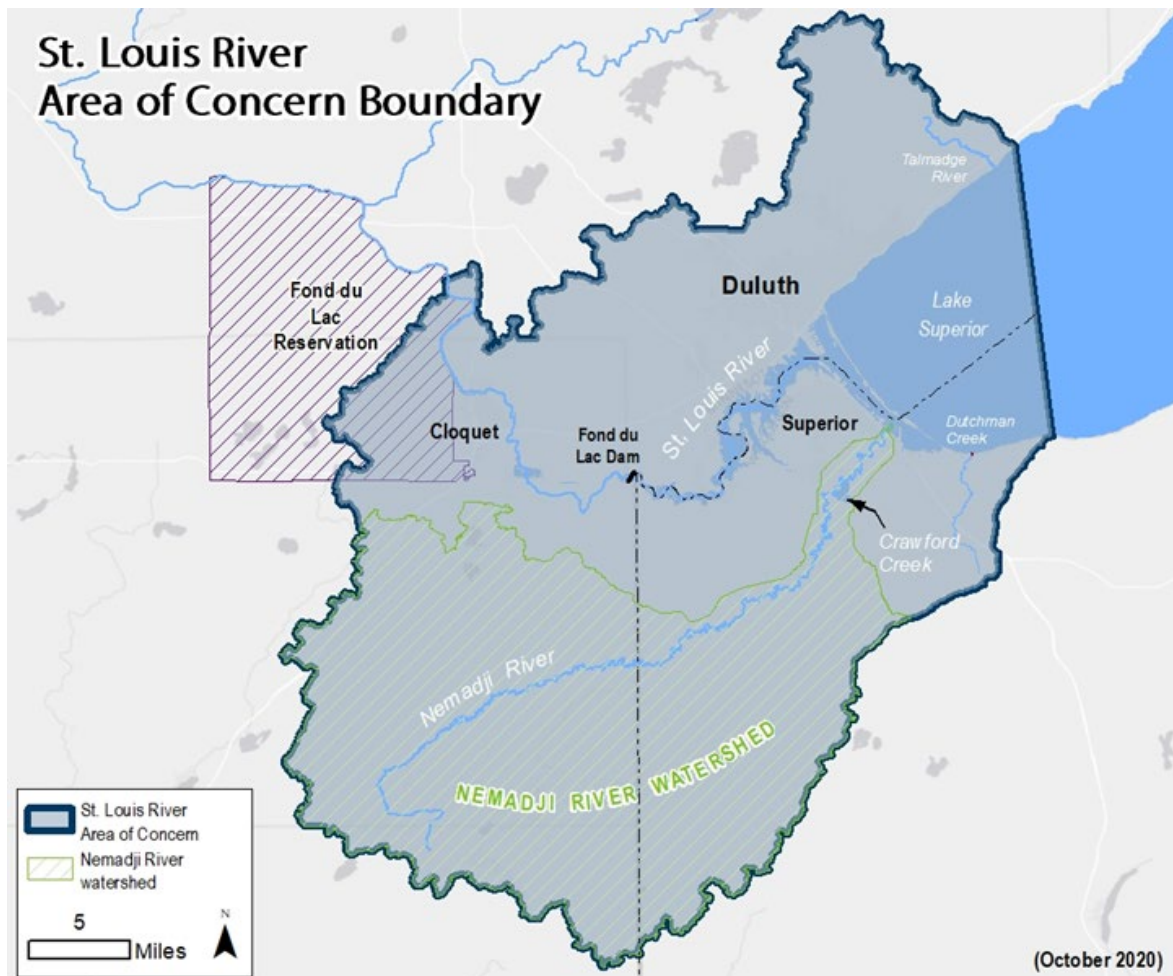 St. Louis River
Area of Concern Boundary
Talmadge
River
Fond du
Lac
Reservation
Duluth
Lake
Superior
St. Louis River
Cloquet
Fond du
Lac Dam
Superior
Dutchman
Creek
Crawford
Creek
Nemadji River
NEMADJI RIVER WATERSHED
St. Louis River
Area of Concern
Nemadji River
watershed
5
Miles
N
(October 2020)